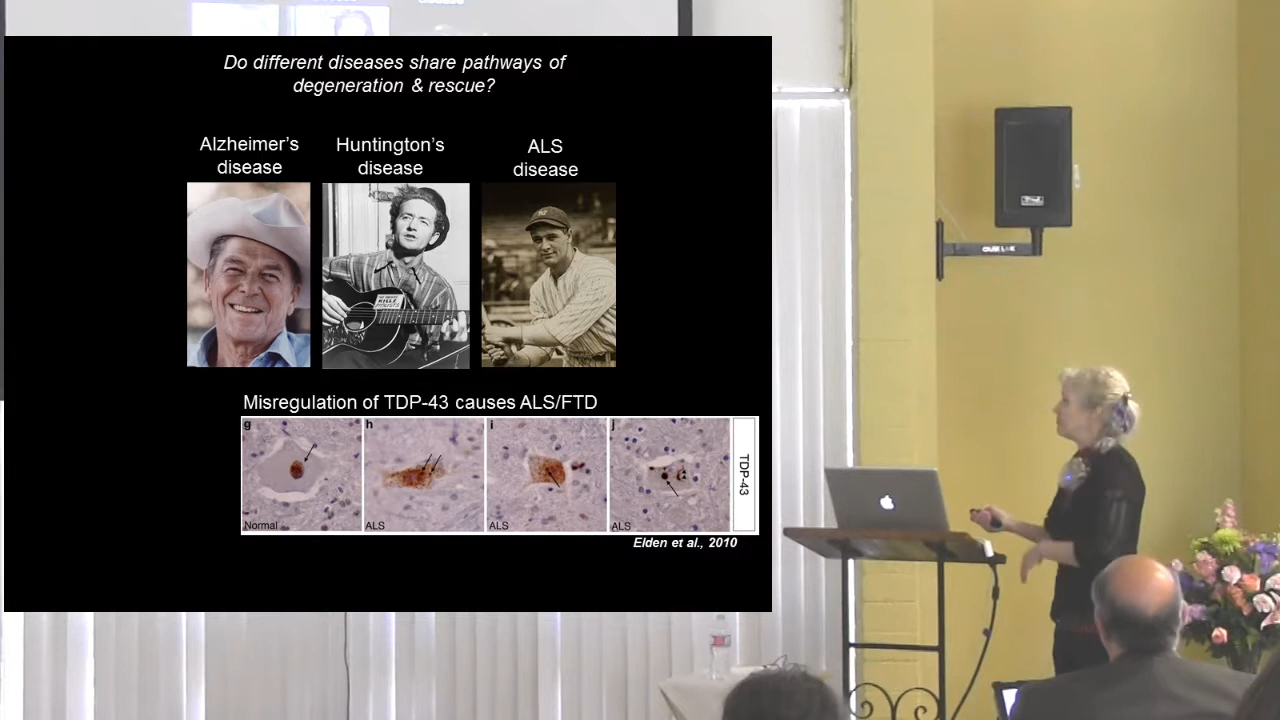 Do different diseases share pathways of
degeneration & rescue?
Alzheimer's
disease
Huntington's
disease
ALS
disease
Misregulation of TDP-43 causes ALS/FTD
g
h
i
j
Normal
ALS
ALS
ALS
TDP-43
Elden et al., 2010